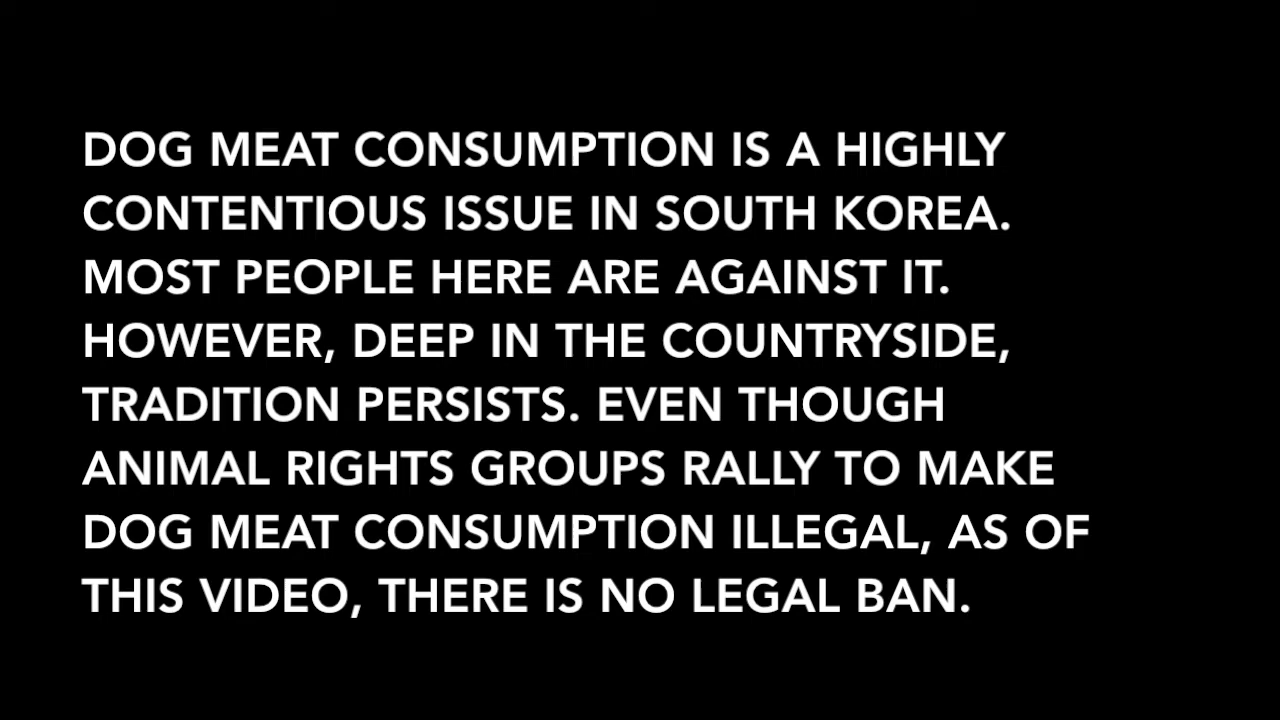 DOG MEAT CONSUMPTION IS A HIGHLY
CONTENTIOUS ISSUE IN SOUTH KOREA.
MOST PEOPLE HERE ARE AGAINST IT.
HOWEVER, DEEP IN THE COUNTRYSIDE,
TRADITION PERSISTS. EVEN THOUGH
ANIMAL RIGHTS GROUPS RALLY TO MAKE
DOG MEAT CONSUMPTION ILLEGAL, AS OF
THIS VIDEO, THERE IS NO LEGAL BAN.